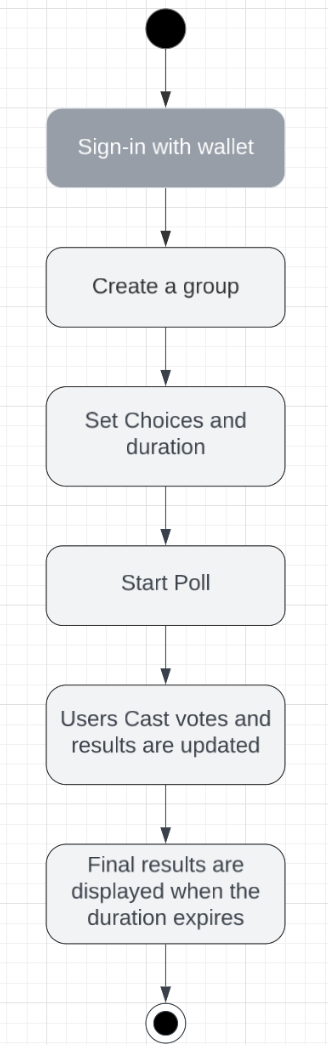 Sign-in with wallet
Create a group
Set Choices and
duration
Start Poll
Users Cast votes and
results are updated
Final results are
displayed when the
duration expires